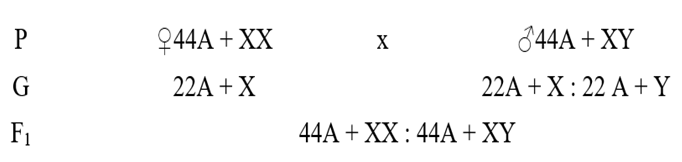 P ♀44A + XX x ♂44A + XY
G 22A + X 22A + X : 22 A + Y
F₁ 44A + XX : 44A + XY